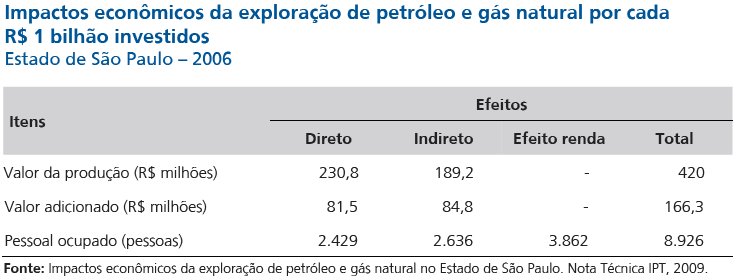 Impactos econômicos da exploração de petróleo e gás natural por cada
R$ 1 bilhão investidos
Estado de São Paulo – 2006
Itens Efeitos
Direto Indireto Efeito renda Total
Valor da produção (R$ milhões) 230,8 189,2 - 420
Valor adicionado (R$ milhões) 81,5 84,8 - 166,3
Pessoal ocupado (pessoas) 2.429 2.636 3.862 8.926
Fonte: Impactos econômicos da exploração de petróleo e gás natural no Estado de São Paulo. Nota Técnica IPT, 2009.